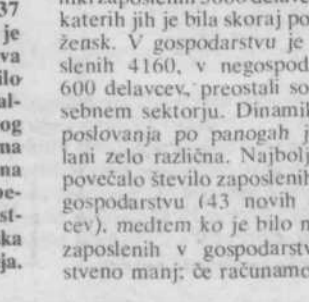 37
je
va
ilo
al-
og
na
na
be-
st-
ka
ja.
katerih jih je bila skoraj po
žensk. V gospodarstvu je
slenih 4160, v negospod
600 delavcev, preostali so
sebnem sektorju. Dinamik
poslovanja po panogah j
lani zelo različna. Najbolj
povečalo število zaposlenih
gospodarstvu (43 novih
cev), medtem ko je bilo n
zaposlenih v gospodarstv
stveno manj; če računamo